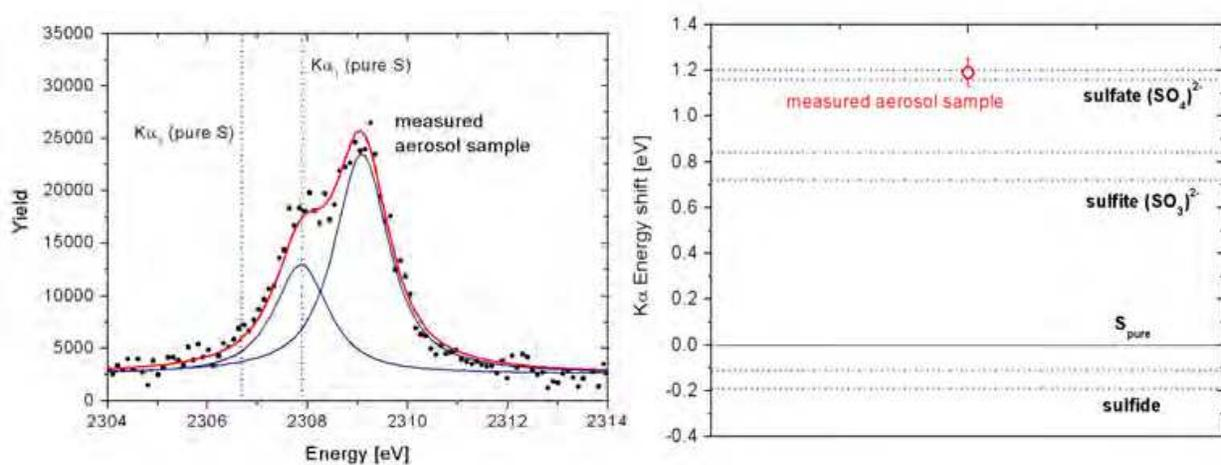 35000
30000
25000
20000
15000
10000
5000
0
Yield
Kα₁ (pure S)
Kα₂ (pure S)
measured
aerosol sample
2304
2306
2308
2310
2312
2314
Energy [eV]
1.4
1.2
1.0
0.8
0.6
0.4
0.2
0.0
-0.2
-0.4
Kα Energy shift [eV]
measured aerosol sample
sulfate (SO₄)²⁻
sulfite (SO₃)²⁻
S pure
sulfide